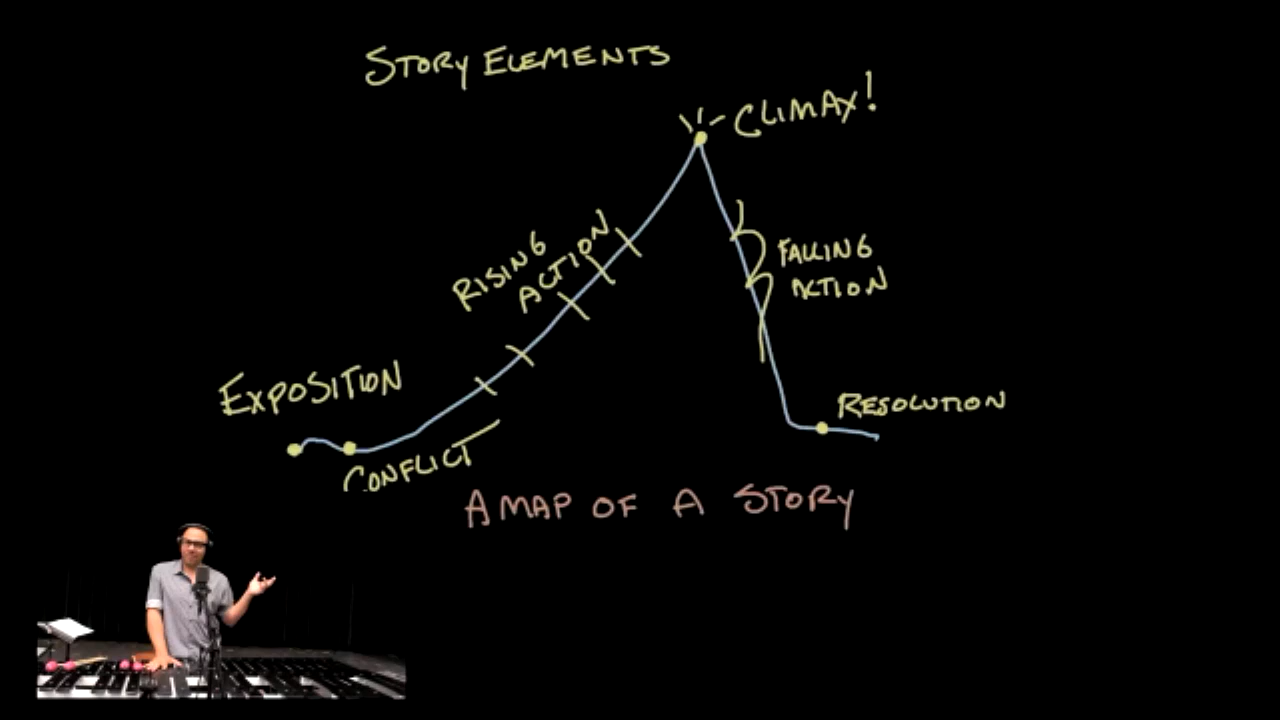 STORY ELEMENTS
CLIMAX!
RISING
ACTION
FALLING
ACTION
EXPOSITION
CONFLICT
RESOLUTION
A MAP OF A STORY